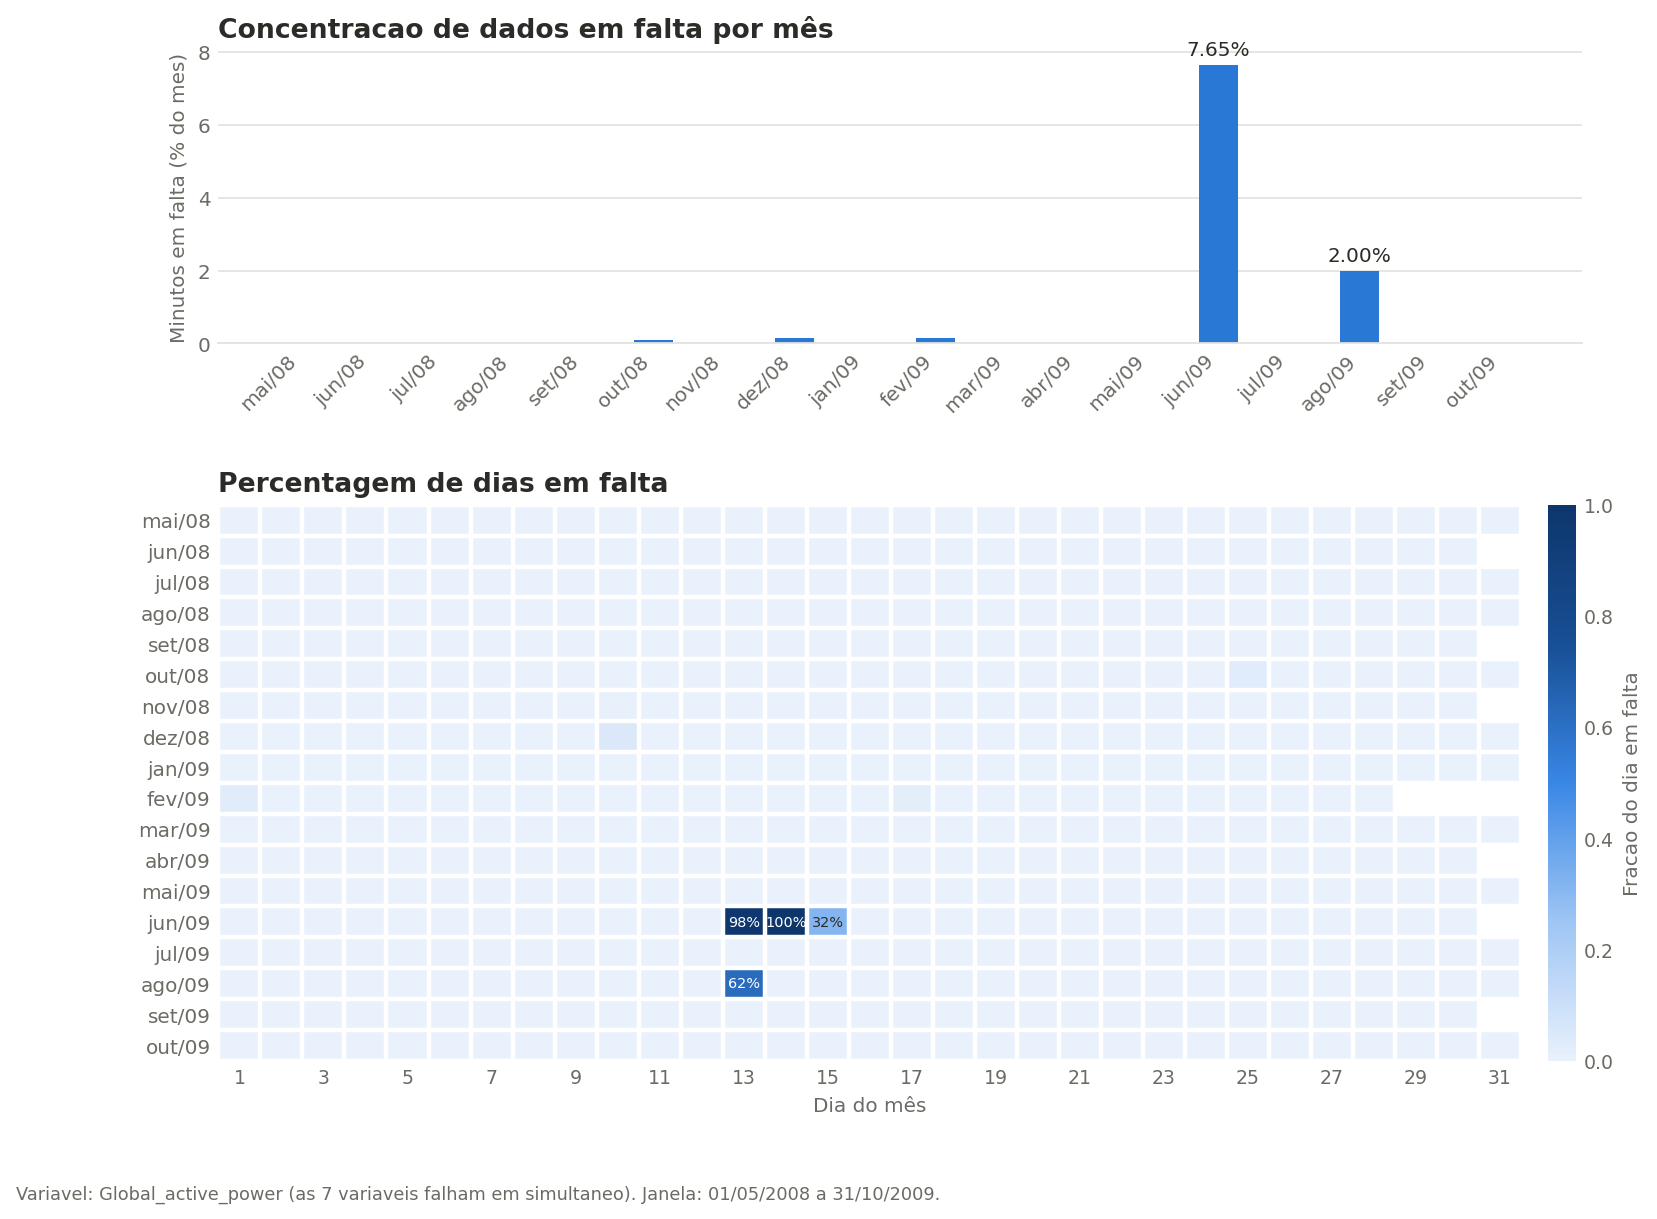 Concentracao de dados em falta por mês
Minutos em falta (% do mes)
8
6
4
2
0
7.65%
2.00%
mai/08
jun/08
jul/08
ago/08
set/08
out/08
nov/08
dez/08
jan/09
fev/09
mar/09
abr/09
mai/09
jun/09
jul/09
ago/09
set/09
out/09
Percentagem de dias em falta
mai/08
jun/08
jul/08
ago/08
set/08
out/08
nov/08
dez/08
jan/09
fev/09
mar/09
abr/09
mai/09
jun/09 98% 100% 32%
jul/09
ago/09 62%
set/09
out/09
1 3 5 7 9 11 13 15 17 19 21 23 25 27 29 31
Dia do mês
1.0
0.8
0.6
0.4
0.2
0.0
Fracao do dia em falta
Variavel: Global_active_power (as 7 variaveis falham em simultaneo). Janela: 01/05/2008 a 31/10/2009.